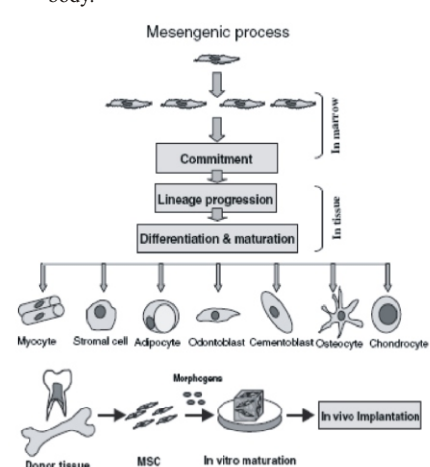 body.
Mesengenic process
In marrow
Commitment
Lineage progression
Differentiation & maturation
In tissue
Myocyte Stromal cell Adipocyte Odontoblast Cementoblast Osteocyte Chondrocyte
Morphogens
In vivo Implantation
Donor tissue MSC In vitro maturation